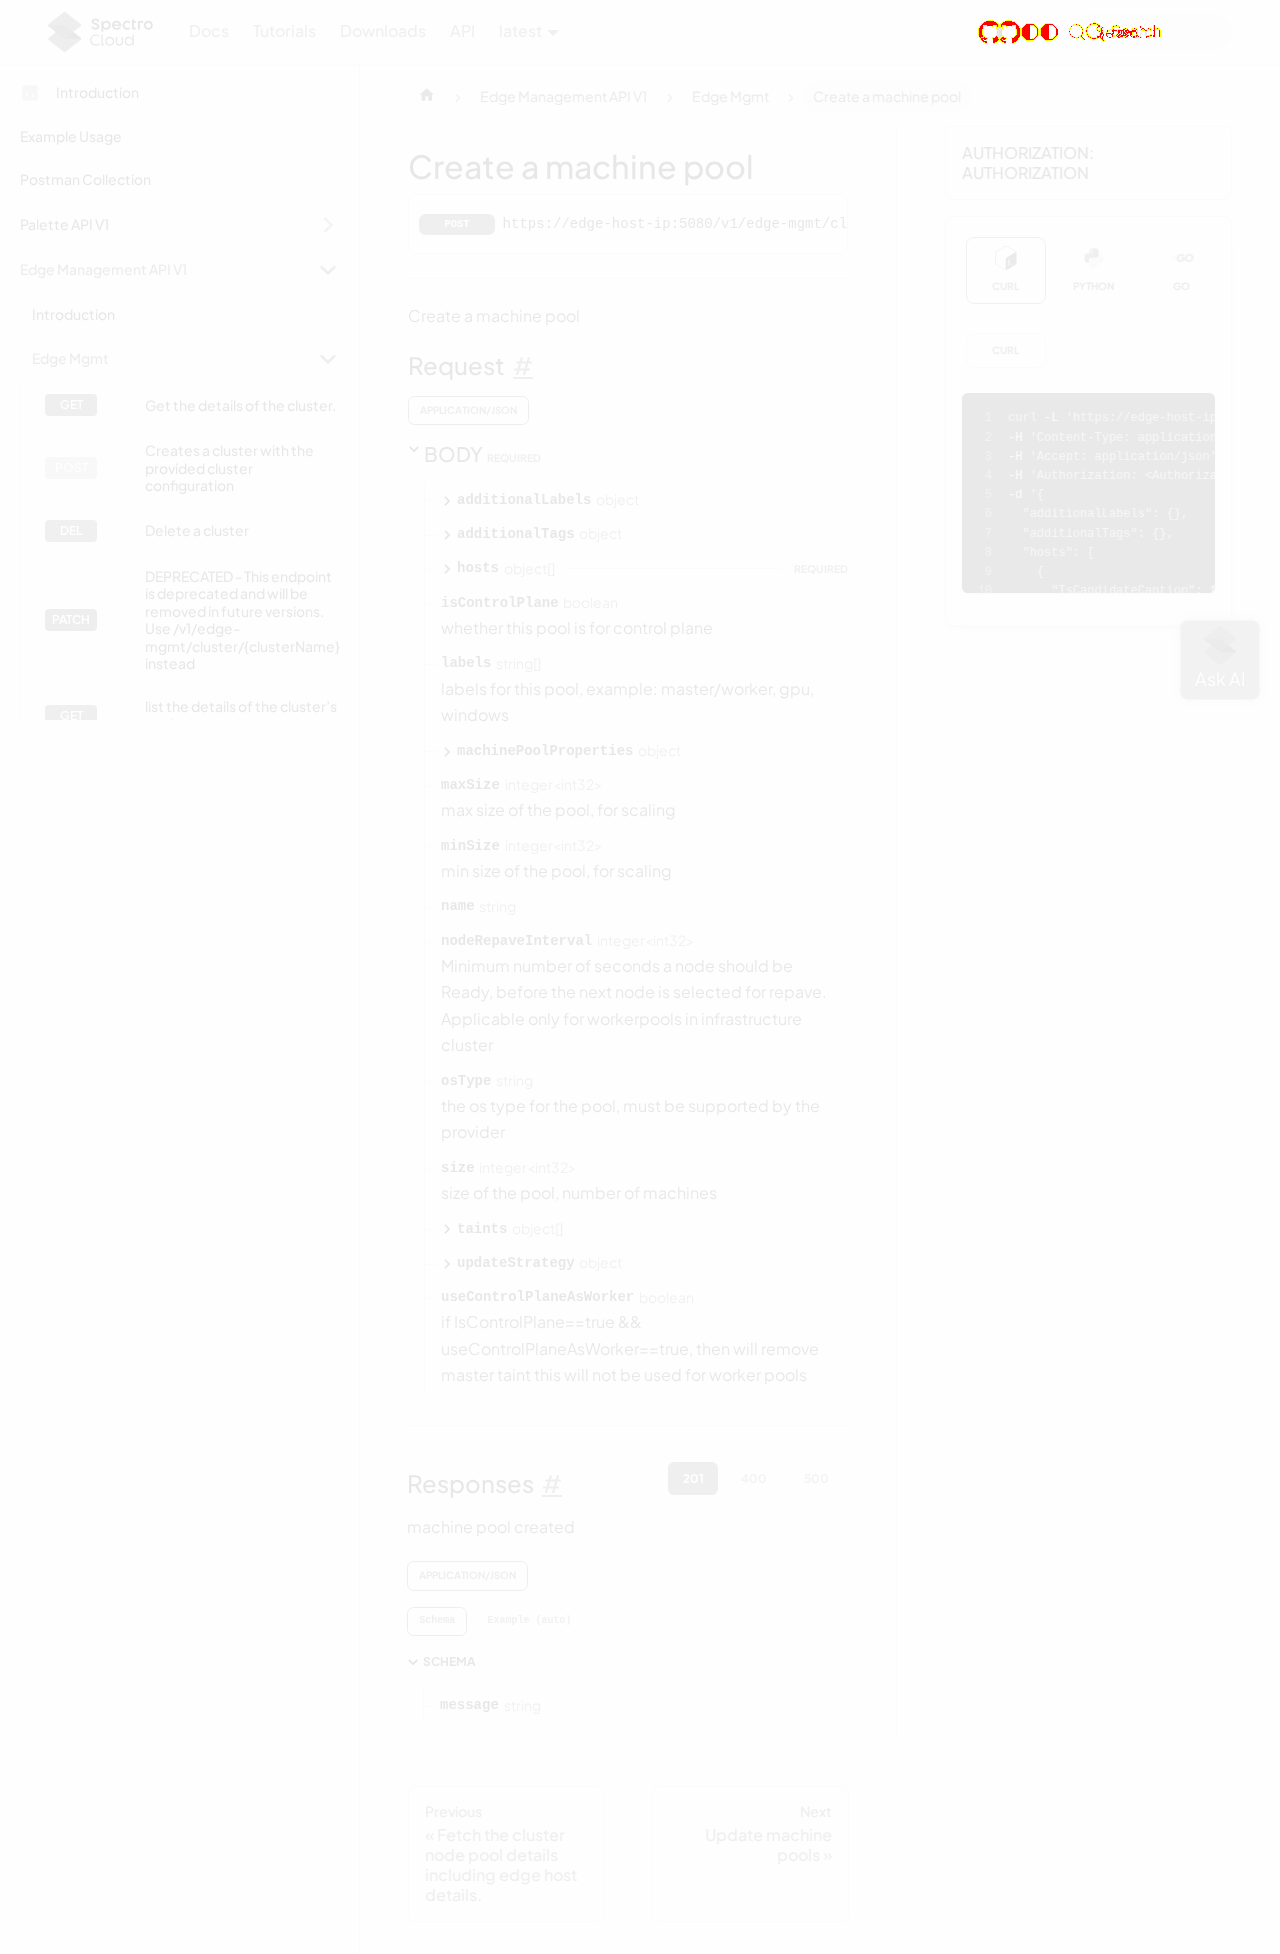 Spectro
Cloud
Docs
Tutorials
Downloads
API
latest
Introduction
Example Usage
Postman Collection
Palette API V1
Edge Management API V1
Introduction
Edge Mgmt
GET
Get the details of the cluster.
POST
Creates a cluster with the
provided cluster
configuration
DEL
Delete a cluster
PATCH
DEPRECATED - This endpoint
is deprecated and will be
removed in future versions.
Use /v1/edge-
mgmt/cluster/{clusterName}
instead
GET
list the details of the cluster's
Edge Management API V1
Edge Mgmt
Create a machine pool
Create a machine pool
POST
https://edge-host-ip:5080/v1/edge-mgmt/cl
Create a machine pool
Request #
APPLICATION/JSON
BODY REQUIRED
additionalLabels object
additionalTags object
hosts object[] REQUIRED
isControlPlane boolean
whether this pool is for control plane
labels string[]
labels for this pool, example: master/worker, gpu,
windows
machinePoolProperties object
maxSize integer<int32>
max size of the pool, for scaling
minSize integer<int32>
min size of the pool, for scaling
name string
nodeRepaveInterval integer<int32>
Minimum number of seconds a node should be
Ready, before the next node is selected for repave.
Applicable only for workerpools in infrastructure
cluster
osType string
the os type for the pool, must be supported by the
provider
size integer<int32>
size of the pool, number of machines
taints object[]
updateStrategy object
useControlPlaneAsWorker boolean
if IsControlPlane==true &&
useControlPlaneAsWorker==true, then will remove
master taint this will not be used for worker pools
Responses #
201
400
500
machine pool created
APPLICATION/JSON
Schema
Example (auto)
SCHEMA
message string
Previous
« Fetch the cluster
node pool details
including edge host
details.
Next
Update machine
pools »
AUTHORIZATION:
AUTHORIZATION
CURL
PYTHON
GO
GO
CURL
1 curl -L 'https://edge-host-ip
2 -H 'Content-Type: application
3 -H 'Accept: application/json'
4 -H 'Authorization: <Authoriza
5 -d '{
6 "additionalLabels": {},
7 "additionalTags": {},
8 "hosts": [
9 {
10
Ask AI